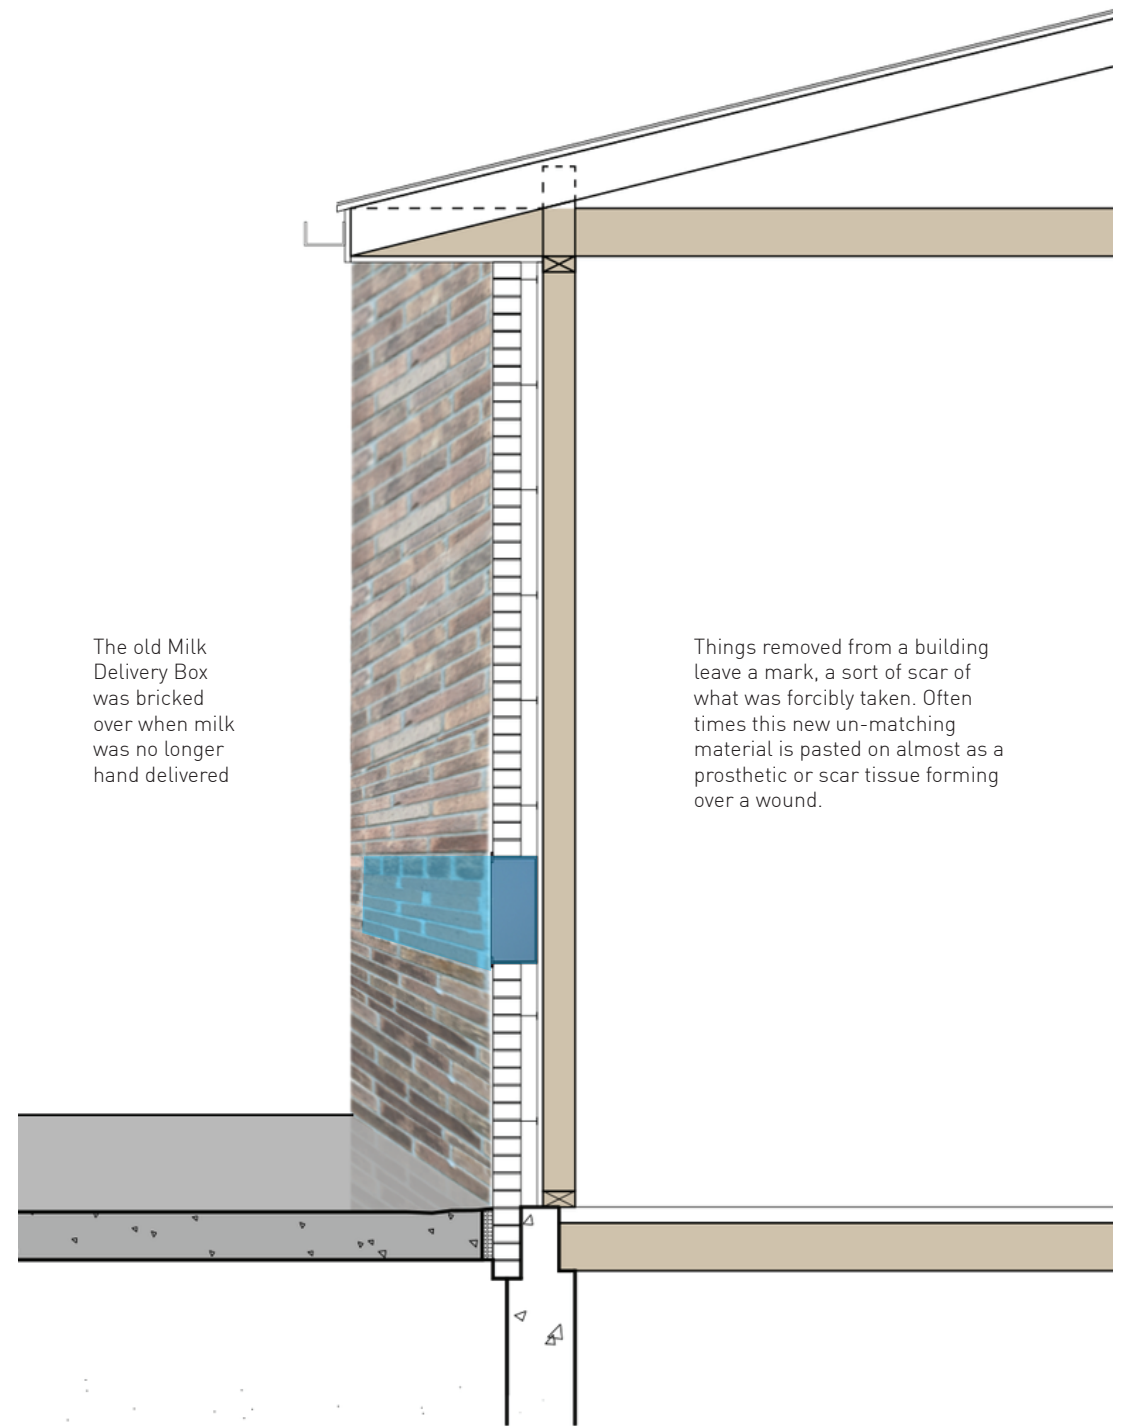 The old Milk
Delivery Box
was bricked
over when milk
was no longer
hand delivered
Things removed from a building
leave a mark, a sort of scar of
what was forcibly taken. Often
times this new un-matching
material is pasted on almost as a
prosthetic or scar tissue forming
over a wound.